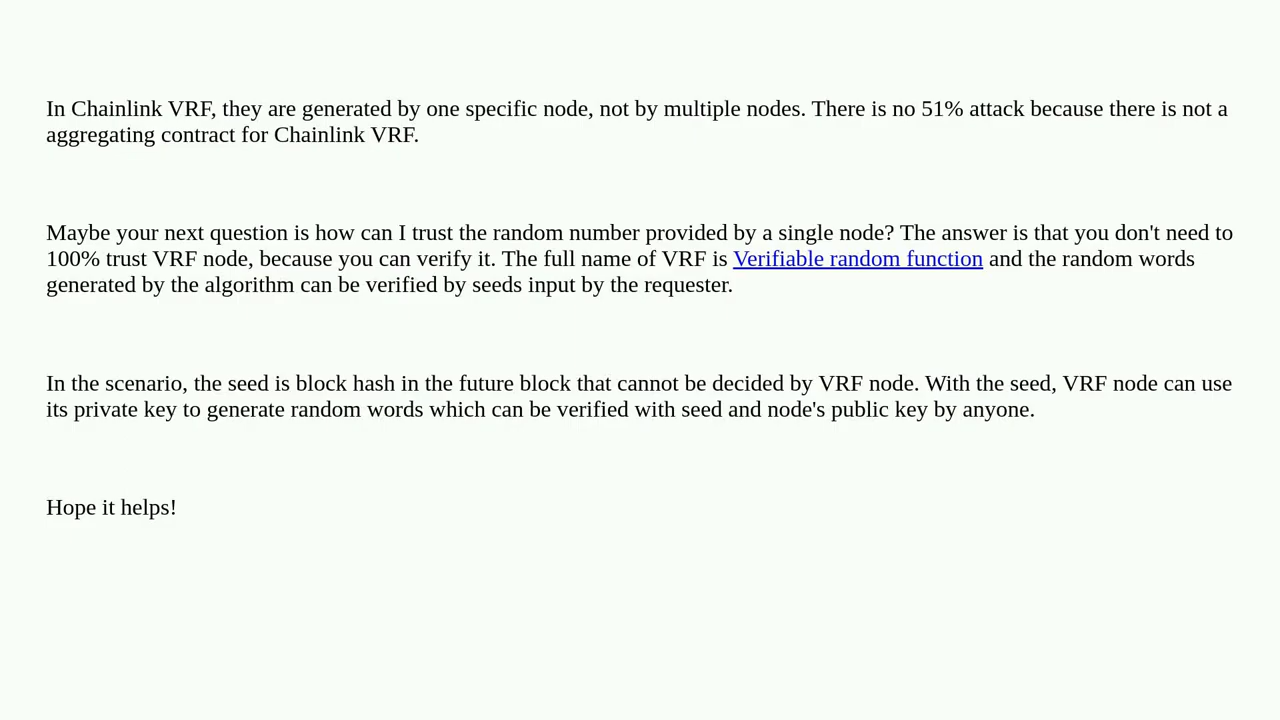 In Chainlink VRF, they are generated by one specific node, not by multiple nodes. There is no 51% attack because there is not a
aggregating contract for Chainlink VRF.
Maybe your next question is how can I trust the random number provided by a single node? The answer is that you don't need to
100% trust VRF node, because you can verify it. The full name of VRF is Verifiable random function and the random words
generated by the algorithm can be verified by seeds input by the requester.
In the scenario, the seed is block hash in the future block that cannot be decided by VRF node. With the seed, VRF node can use
its private key to generate random words which can be verified with seed and node's public key by anyone.
Hope it helps!